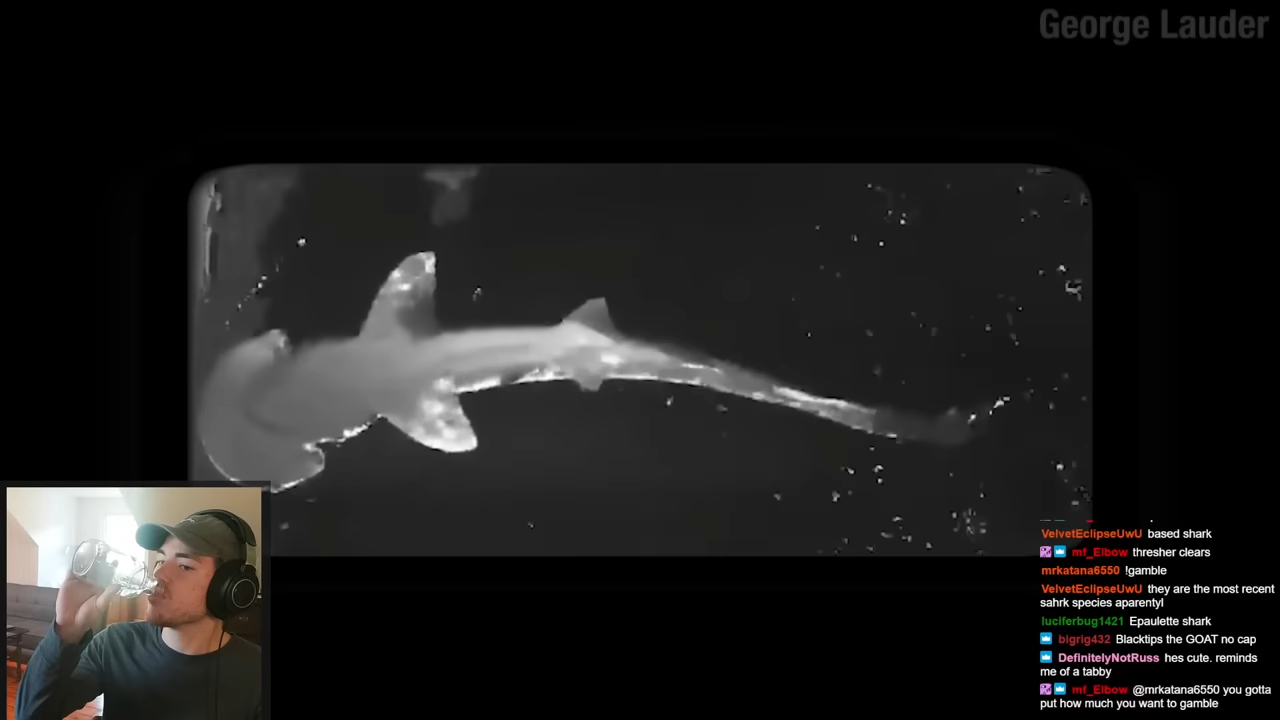 George Lauder
VelvetEclipseUwU based shark
mf_Elbow thresher clears
mrkatana6550 !gamble
VelvetEclipseUwU they are the most recent
sahrk species aparentyl
luciferbug1421 Epaulette shark
bigrig432 Blacktips the GOAT no cap
DefinitelyNotRuss hes cute. reminds
me of a tabby
mf_Elbow @mrkatana6550 you gotta
put how much you want to gamble